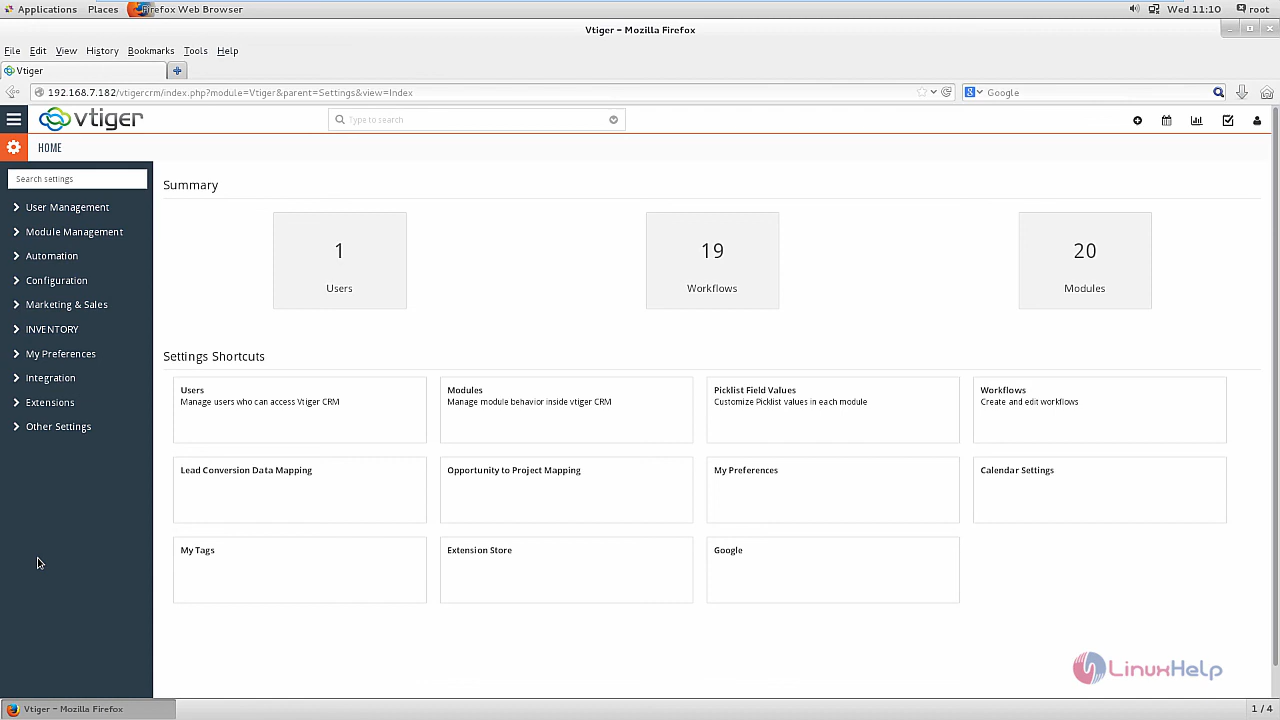 Applications Places Firefox Web Browser Wed 11:10 root
Vtiger - Mozilla Firefox
File Edit View History Bookmarks Tools Help
Vtiger
192.168.7.182/vtigercrm/index.php?module=Vtiger&parent=Settings&view=Index Google
vtiger Type to search
HOME
Search settings
User Management
Module Management
Automation
Configuration
Marketing & Sales
INVENTORY
My Preferences
Integration
Extensions
Other Settings
Summary
1 19 20
Users Workflows Modules
Settings Shortcuts
Users Modules Picklist Field Values Workflows
Manage users who can access Vtiger CRM Manage module behavior inside vtiger CRM Customize Picklist values in each module Create and edit workflows
Lead Conversion Data Mapping Opportunity to Project Mapping My Preferences Calendar Settings
My Tags Extension Store Google
LinuxHelp
Vtiger - Mozilla Firefox 1 / 4